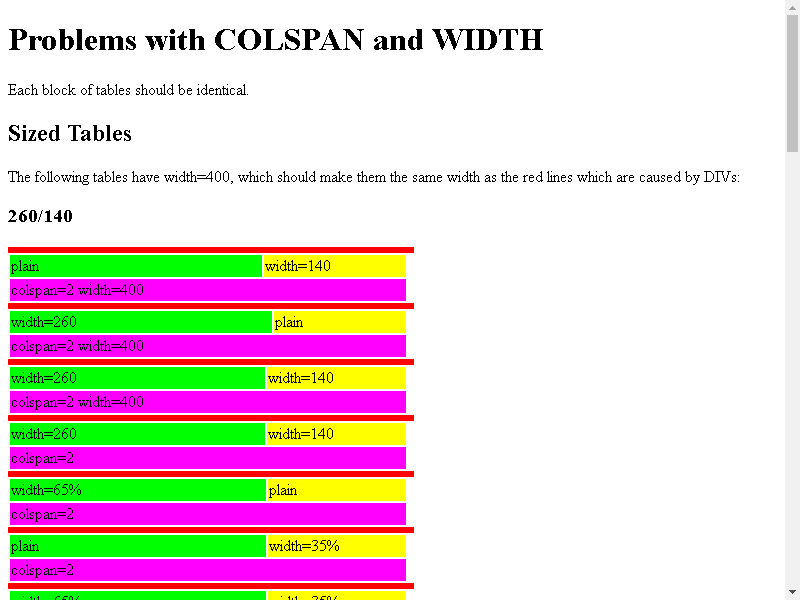 Problems with COLSPAN and WIDTH
Each block of tables should be identical.
Sized Tables
The following tables have width=400, which should make them the same width as the red lines which are caused by DIVs:
260/140
plain width=140
colspan=2 width=400
width=260 plain
colspan=2 width=400
width=260 width=140
colspan=2 width=400
width=260 width=140
colspan=2
width=65% plain
colspan=2
plain width=35%
colspan=2
width=65% width=35%